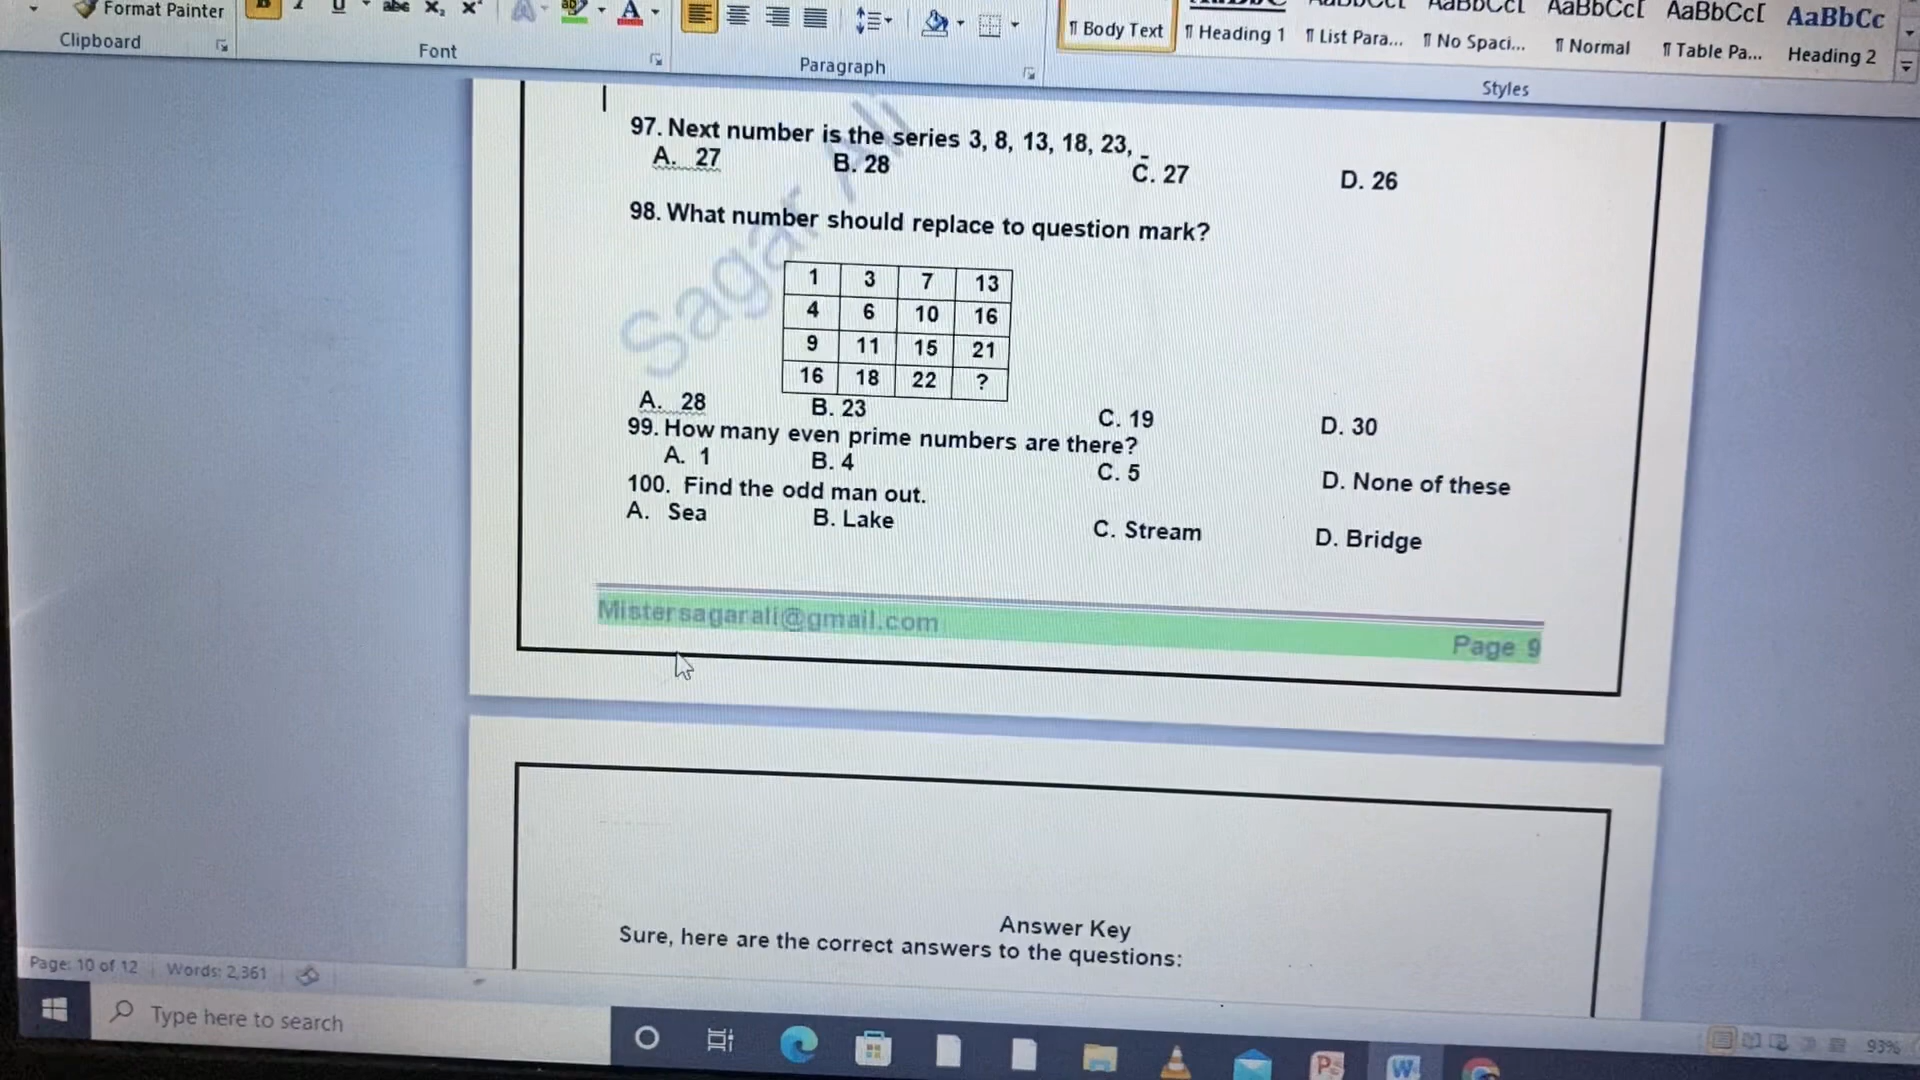 Format Painter
Clipboard
Font
Paragraph
Body Text
Heading 1
List Para...
No Spaci...
Normal
Table Pa...
AaBbCc
Heading 2
Styles
97. Next number is the series 3, 8, 13, 18, 23, _
A. 27 B. 28 C. 27 D. 26
98. What number should replace to question mark?
1 3 7 13
4 6 10 16
9 11 15 21
16 18 22 ?
A. 28 B. 23 C. 19 D. 30
99. How many even prime numbers are there?
A. 1 B. 4 C. 5 D. None of these
100. Find the odd man out.
A. Sea B. Lake C. Stream D. Bridge
Sagar Ali
Mistersagarali@gmail.com
Page 9
Answer Key
Sure, here are the correct answers to the questions:
Page: 10 of 12 Words: 2,361
93%
Type here to search